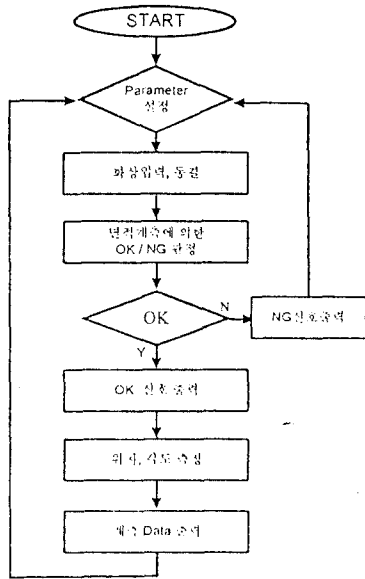 START
Parameter
설정
화상입력, 동결
면적계측에 의한
OK / NG 판정
OK
N
NG신호출력
Y
OK 신호출력
위치, 각도 측정
계측 Data 출력